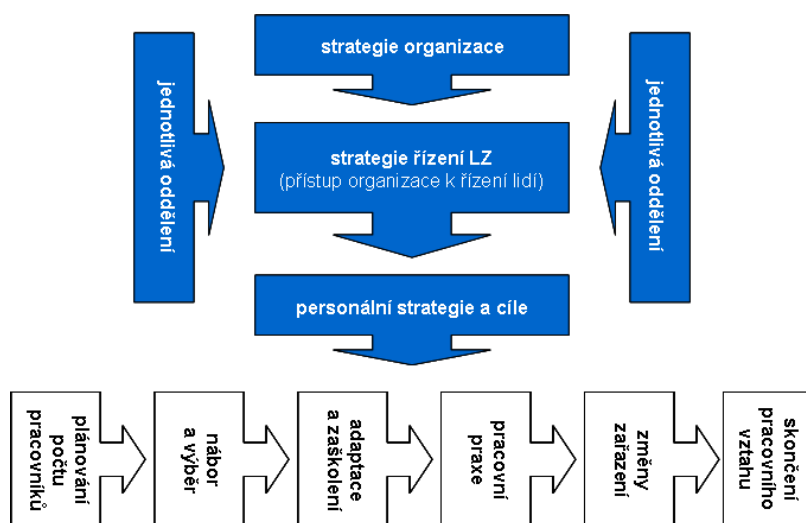 strategie organizace
jednotlivá oddělení
strategie řízení LZ
(přístup organizace k řízení lidí)
jednotlivá oddělení
personální strategie a cíle
plánování
počtu
pracovníků
nábor
a výběr
adaptace
a zaškolení
pracovní
praxe
změny
zařazení
skončení
pracovního
vztahu